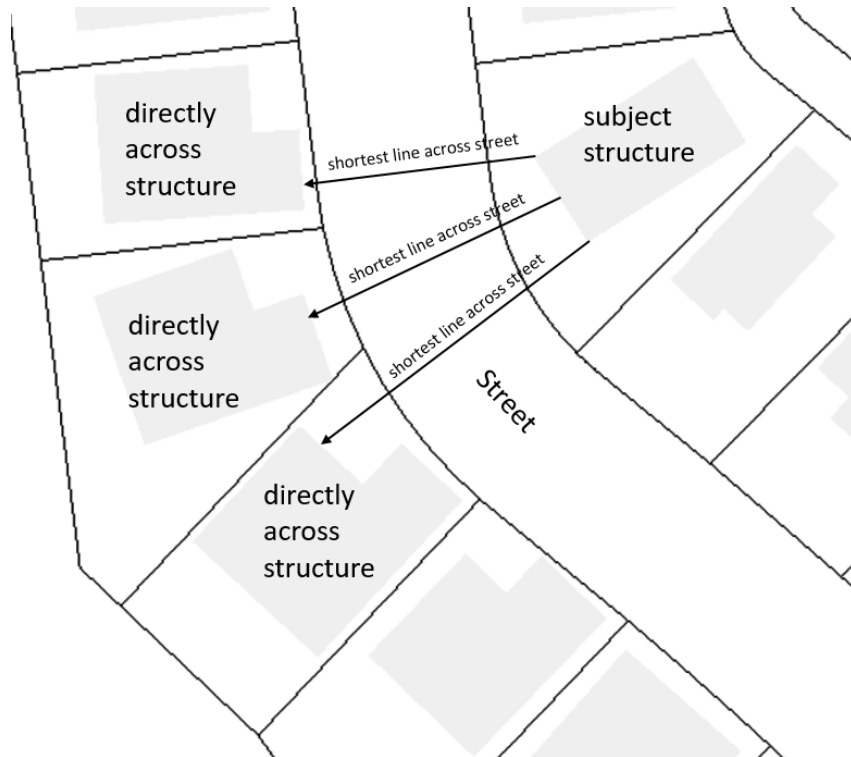 directly
across
structure
shortest line across street
subject
structure
shortest line across street
directly
across
structure
shortest line across street
Street
directly
across
structure